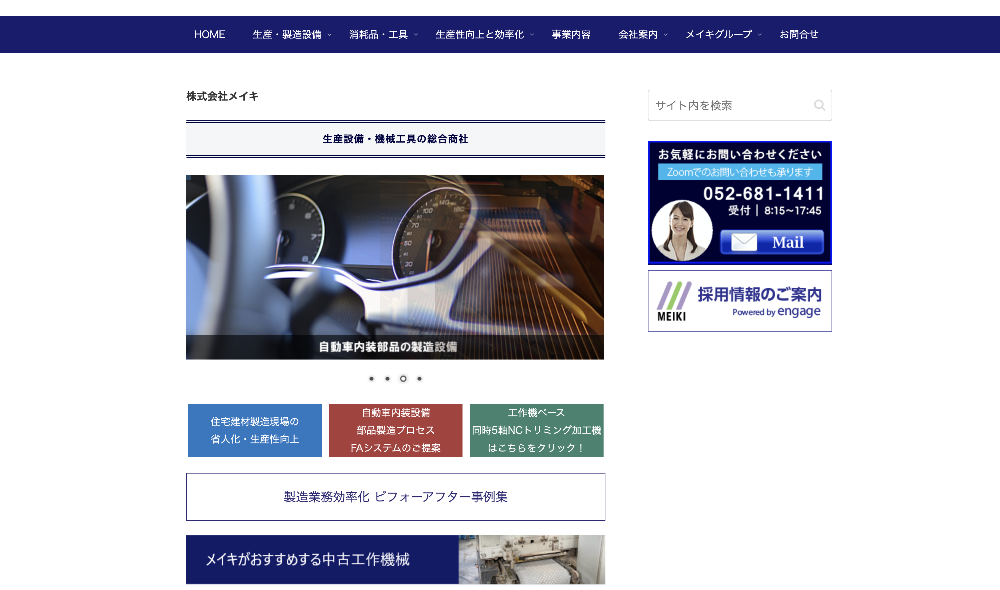 HOME
生産・製造設備
消耗品・工具
生産性向上と効率化
事業内容
会社案内
メイキグループ
お問合せ
株式会社メイキ
生産設備・機械工具の総合商社
自動車内装部品の製造設備
住宅建材製造現場の
省人化・生産性向上
自動車内装設備
部品製造プロセス
FAシステムのご提案
工作機ベース
同時5軸NCトリミング加工機
はこちらをクリック！
製造業務効率化 ビフォーアフター事例集
メイキがおすすめする中古工作機械
サイト内を検索
お気軽にお問い合わせください
Zoomでのお問い合わせも承ります
052-681-1411
受付｜8:15～17:45
Mail
採用情報のご案内
MEIKI
Powered by engage